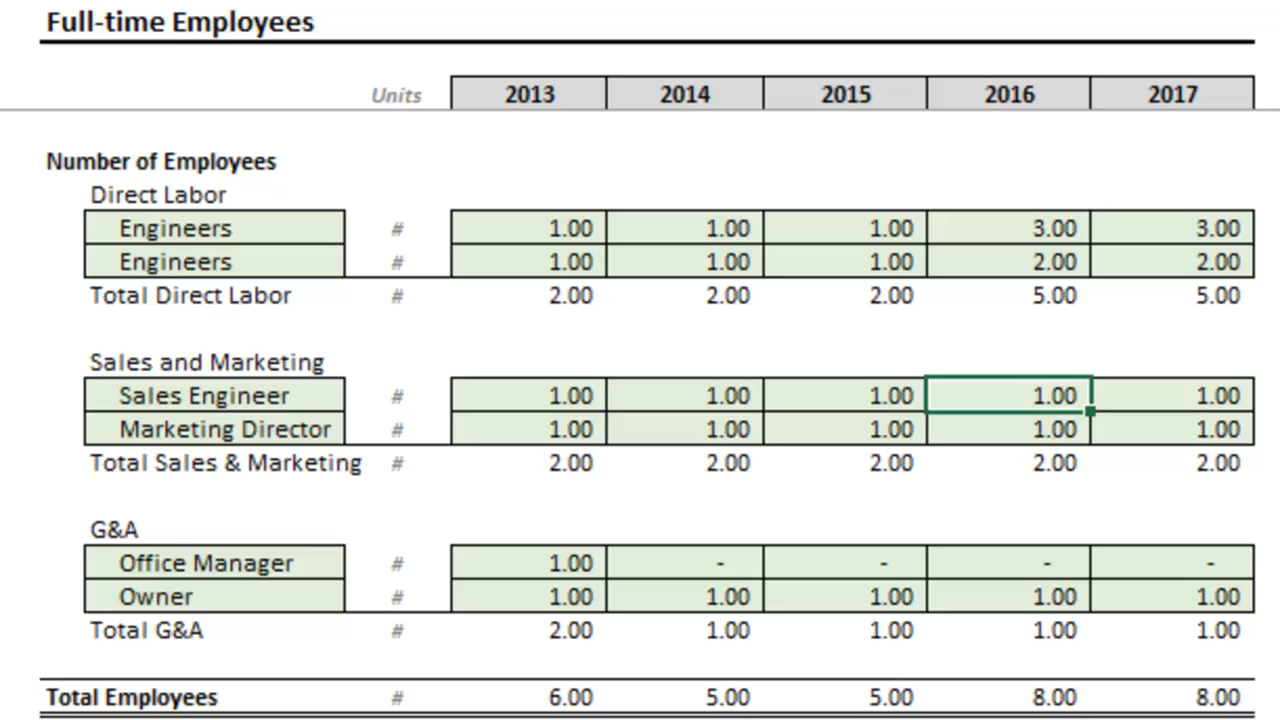 Full-time Employees
Units 2013 2014 2015 2016 2017
Number of Employees
Direct Labor
Engineers # 1.00 1.00 1.00 3.00 3.00
Engineers # 1.00 1.00 1.00 2.00 2.00
Total Direct Labor # 2.00 2.00 2.00 5.00 5.00
Sales and Marketing
Sales Engineer # 1.00 1.00 1.00 1.00 1.00
Marketing Director # 1.00 1.00 1.00 1.00 1.00
Total Sales & Marketing # 2.00 2.00 2.00 2.00 2.00
G&A
Office Manager # 1.00 - - - -
Owner # 1.00 1.00 1.00 1.00 1.00
Total G&A # 2.00 1.00 1.00 1.00 1.00
Total Employees # 6.00 5.00 5.00 8.00 8.00